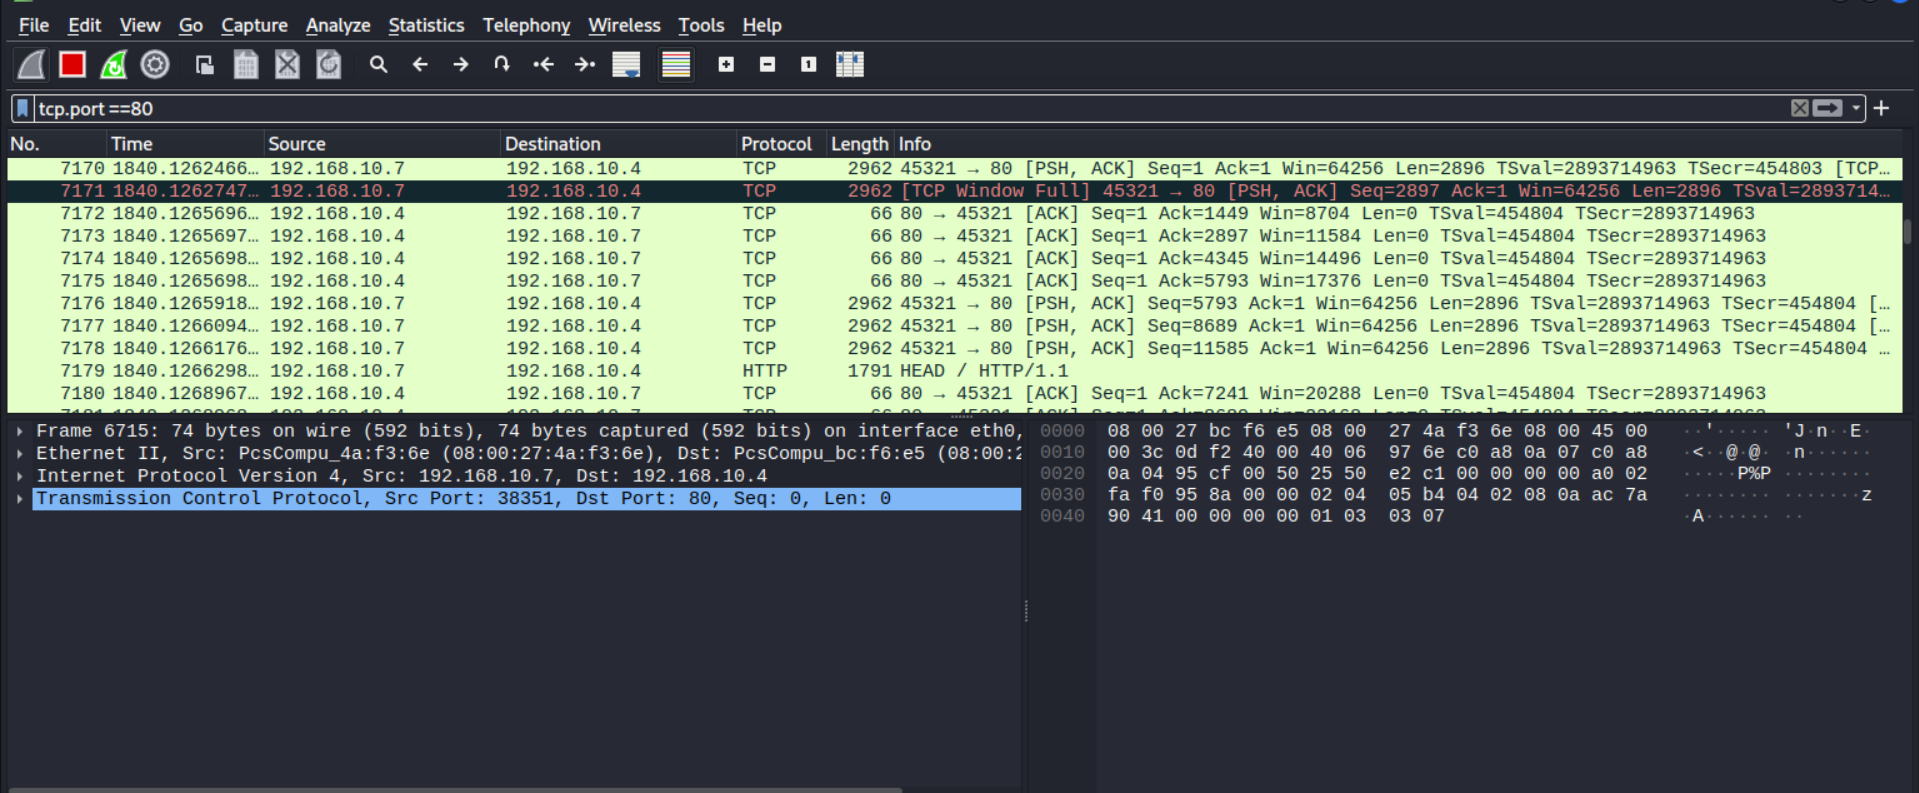 File Edit View Go Capture Analyze Statistics Telephony Wireless Tools Help
tcp.port ==80
No. Time Source Destination Protocol Length Info
7170 1840.1262466… 192.168.10.7 192.168.10.4 TCP 2962 45321 → 80 [PSH, ACK] Seq=1 Ack=1 Win=64256 Len=2896 TSval=2893714963 TSecr=454803 [TCP…
7171 1840.1262747… 192.168.10.7 192.168.10.4 TCP 2962 [TCP Window Full] 45321 → 80 [PSH, ACK] Seq=2897 Ack=1 Win=64256 Len=2896 TSval=2893714…
7172 1840.1265696… 192.168.10.4 192.168.10.7 TCP 66 80 → 45321 [ACK] Seq=1 Ack=1449 Win=8704 Len=0 TSval=454804 TSecr=2893714963
7173 1840.1265697… 192.168.10.4 192.168.10.7 TCP 66 80 → 45321 [ACK] Seq=1 Ack=2897 Win=11584 Len=0 TSval=454804 TSecr=2893714963
7174 1840.1265698… 192.168.10.4 192.168.10.7 TCP 66 80 → 45321 [ACK] Seq=1 Ack=4345 Win=14496 Len=0 TSval=454804 TSecr=2893714963
7175 1840.1265698… 192.168.10.4 192.168.10.7 TCP 66 80 → 45321 [ACK] Seq=1 Ack=5793 Win=17376 Len=0 TSval=454804 TSecr=2893714963
7176 1840.1265918… 192.168.10.7 192.168.10.4 TCP 2962 45321 → 80 [PSH, ACK] Seq=5793 Ack=1 Win=64256 Len=2896 TSval=2893714963 TSecr=454804 […
7177 1840.1266094… 192.168.10.7 192.168.10.4 TCP 2962 45321 → 80 [PSH, ACK] Seq=8689 Ack=1 Win=64256 Len=2896 TSval=2893714963 TSecr=454804 […
7178 1840.1266176… 192.168.10.7 192.168.10.4 TCP 2962 45321 → 80 [PSH, ACK] Seq=11585 Ack=1 Win=64256 Len=2896 TSval=2893714963 TSecr=454804 …
7179 1840.1266298… 192.168.10.7 192.168.10.4 HTTP 1791 HEAD / HTTP/1.1
7180 1840.1268967… 192.168.10.4 192.168.10.7 TCP 66 80 → 45321 [ACK] Seq=1 Ack=7241 Win=20288 Len=0 TSval=454804 TSecr=2893714963
Frame 6715: 74 bytes on wire (592 bits), 74 bytes captured (592 bits) on interface eth0,
Ethernet II, Src: PcsCompu_4a:f3:6e (08:00:27:4a:f3:6e), Dst: PcsCompu_bc:f6:e5 (08:00:2
Internet Protocol Version 4, Src: 192.168.10.7, Dst: 192.168.10.4
Transmission Control Protocol, Src Port: 38351, Dst Port: 80, Seq: 0, Len: 0
0000 08 00 27 bc f6 e5 08 00 27 4a f3 6e 08 00 45 00 ··'····· 'J·n··E·
0010 00 3c 0d f2 40 00 40 06 97 6e c0 a8 0a 07 c0 a8 ·<··@·@· ·n······
0020 0a 04 95 cf 00 50 25 50 e2 c1 00 00 00 00 a0 02 ·····P%P ········
0030 fa f0 95 8a 00 00 02 04 05 b4 04 02 08 0a ac 7a ········ ·······z
0040 90 41 00 00 00 00 01 03 03 07 ·A······ ··